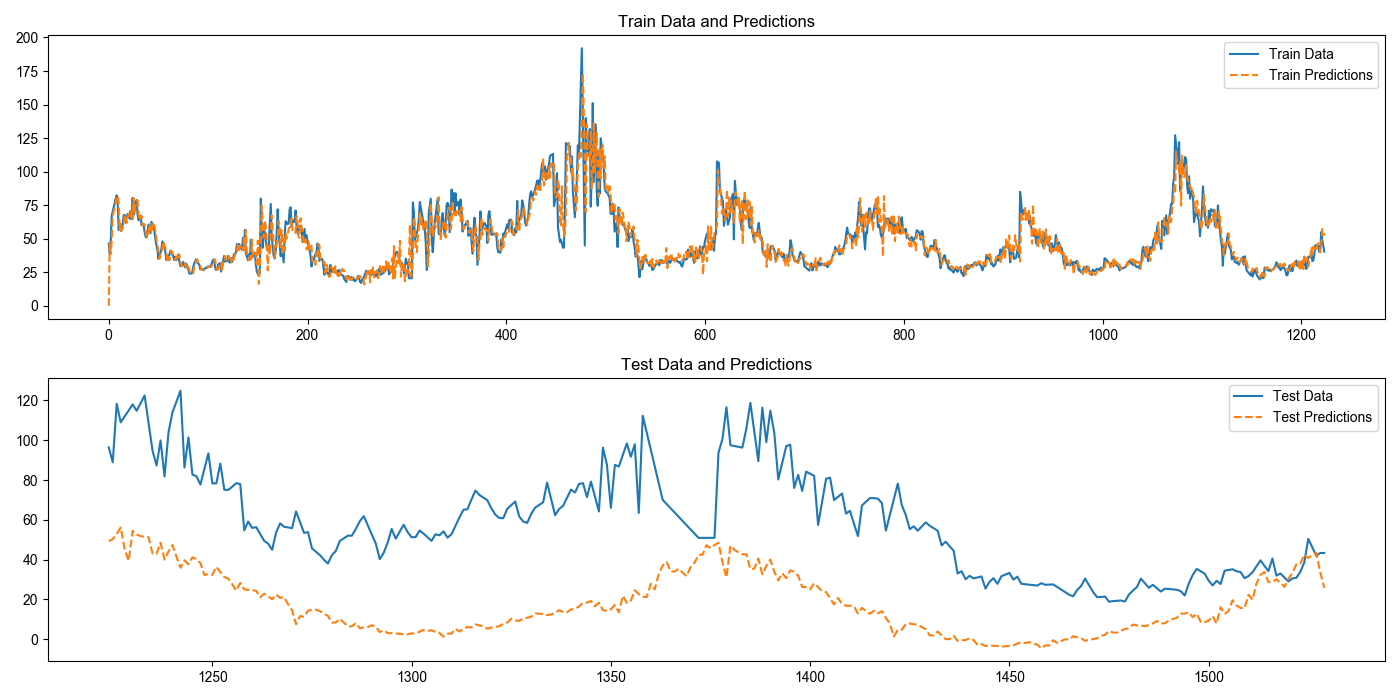 Train Data and Predictions
200
175
150
125
100
75
50
25
0
Train Data
Train Predictions
0 200 400 600 800 1000 1200
Test Data and Predictions
120
100
80
60
40
20
0
Test Data
Test Predictions
1250 1300 1350 1400 1450 1500